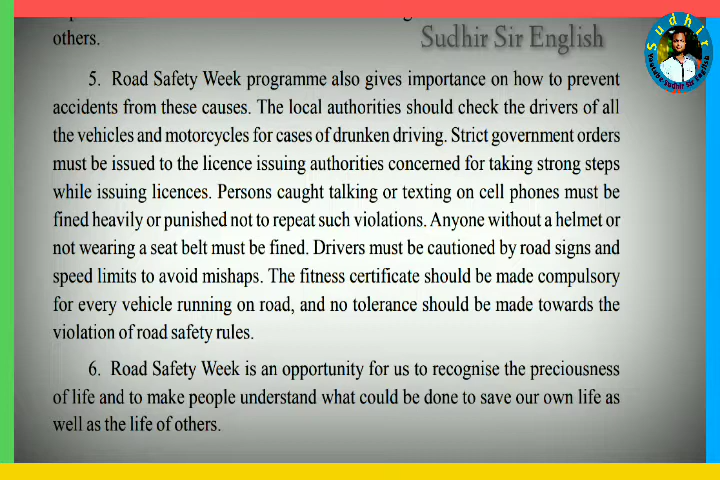 others.
Sudhir Sir English
Sudhir
Youtube Sudhir Sir English
5. Road Safety Week programme also gives importance on how to prevent
accidents from these causes. The local authorities should check the drivers of all
the vehicles and motorcycles for cases of drunken driving. Strict government orders
must be issued to the licence issuing authorities concerned for taking strong steps
while issuing licences. Persons caught talking or texting on cell phones must be
fined heavily or punished not to repeat such violations. Anyone without a helmet or
not wearing a seat belt must be fined. Drivers must be cautioned by road signs and
speed limits to avoid mishaps. The fitness certificate should be made compulsory
for every vehicle running on road, and no tolerance should be made towards the
violation of road safety rules.
6. Road Safety Week is an opportunity for us to recognise the preciousness
of life and to make people understand what could be done to save our own life as
well as the life of others.